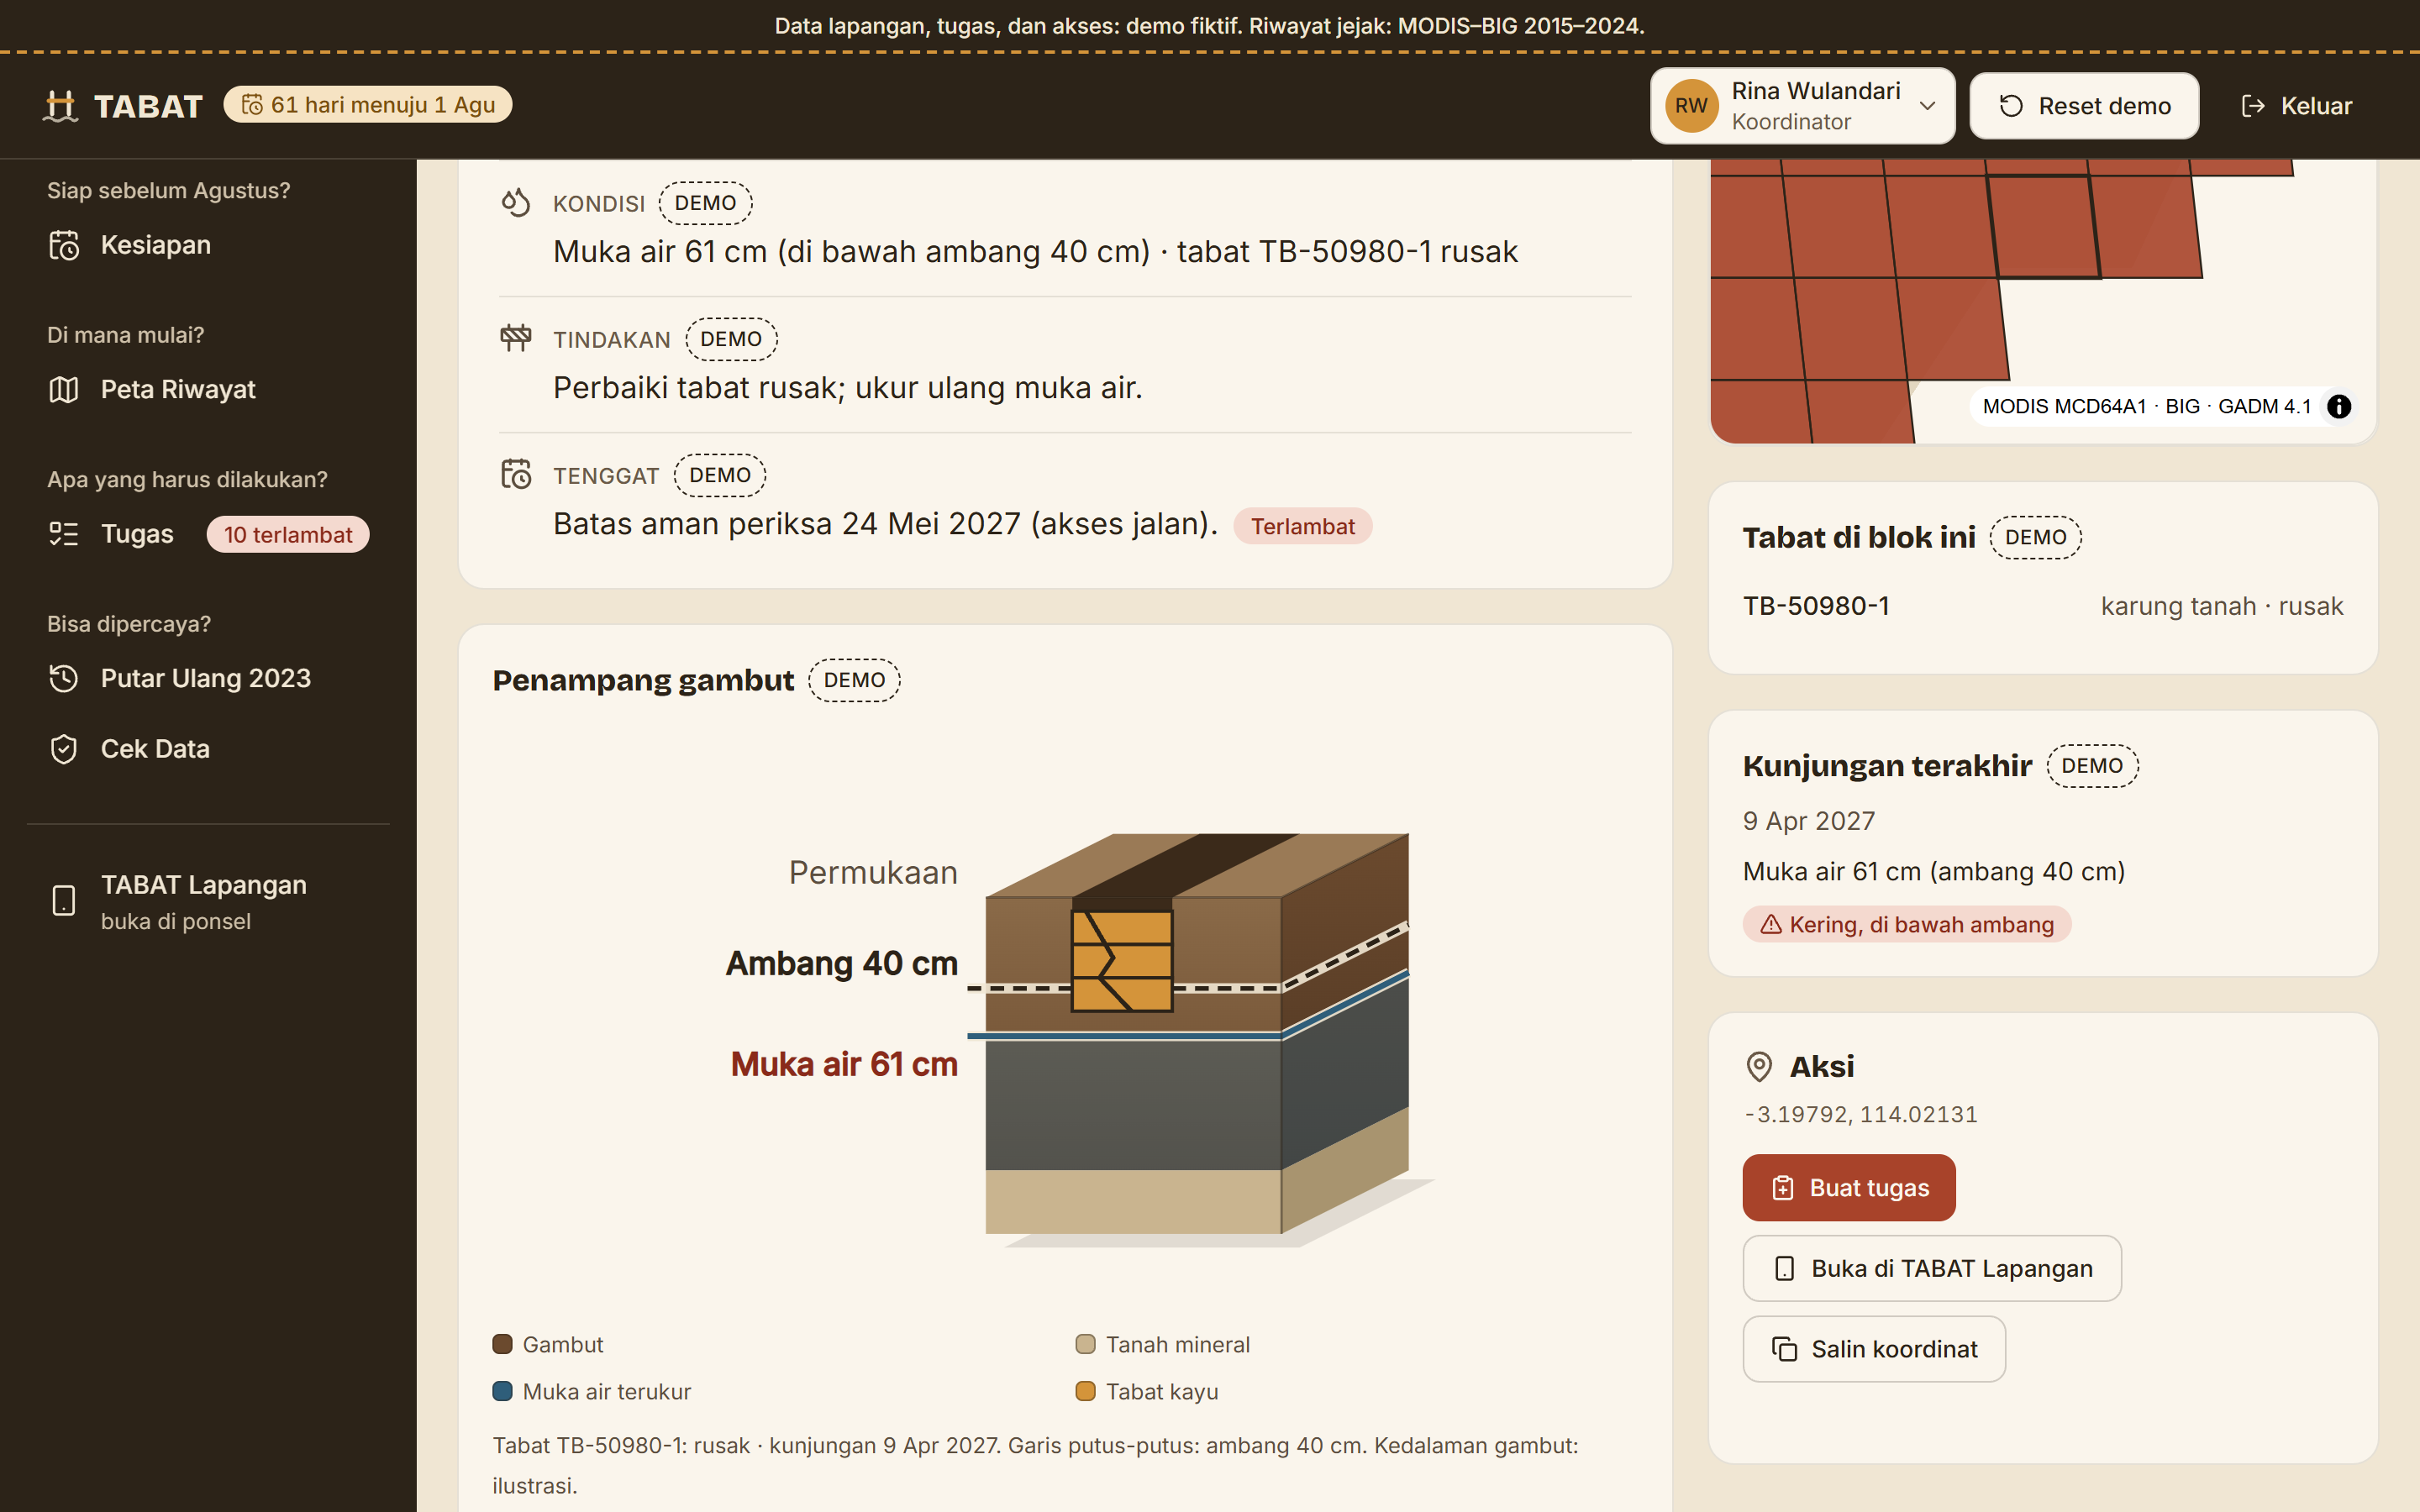 Data lapangan, tugas, dan akses: demo fiktif. Riwayat jejak: MODIS–BIG 2015–2024.
TABAT
61 hari menuju 1 Agu
RW
Rina Wulandari
Koordinator
Reset demo
Keluar
Siap sebelum Agustus?
Kesiapan
Di mana mulai?
Peta Riwayat
Apa yang harus dilakukan?
Tugas
10 terlambat
Bisa dipercaya?
Putar Ulang 2023
Cek Data
TABAT Lapangan
buka di ponsel
KONDISI DEMO
Muka air 61 cm (di bawah ambang 40 cm) · tabat TB-50980-1 rusak
TINDAKAN DEMO
Perbaiki tabat rusak; ukur ulang muka air.
TENGGAT DEMO
Batas aman periksa 24 Mei 2027 (akses jalan). Terlambat
Penampang gambut DEMO
Permukaan
Ambang 40 cm
Muka air 61 cm
Gambut
Tanah mineral
Muka air terukur
Tabat kayu
Tabat TB-50980-1: rusak · kunjungan 9 Apr 2027. Garis putus-putus: ambang 40 cm. Kedalaman gambut:
ilustrasi.
MODIS MCD64A1 · BIG · GADM 4.1
Tabat di blok ini DEMO
TB-50980-1
karung tanah · rusak
Kunjungan terakhir DEMO
9 Apr 2027
Muka air 61 cm (ambang 40 cm)
Kering, di bawah ambang
Aksi
-3.19792, 114.02131
Buat tugas
Buka di TABAT Lapangan
Salin koordinat